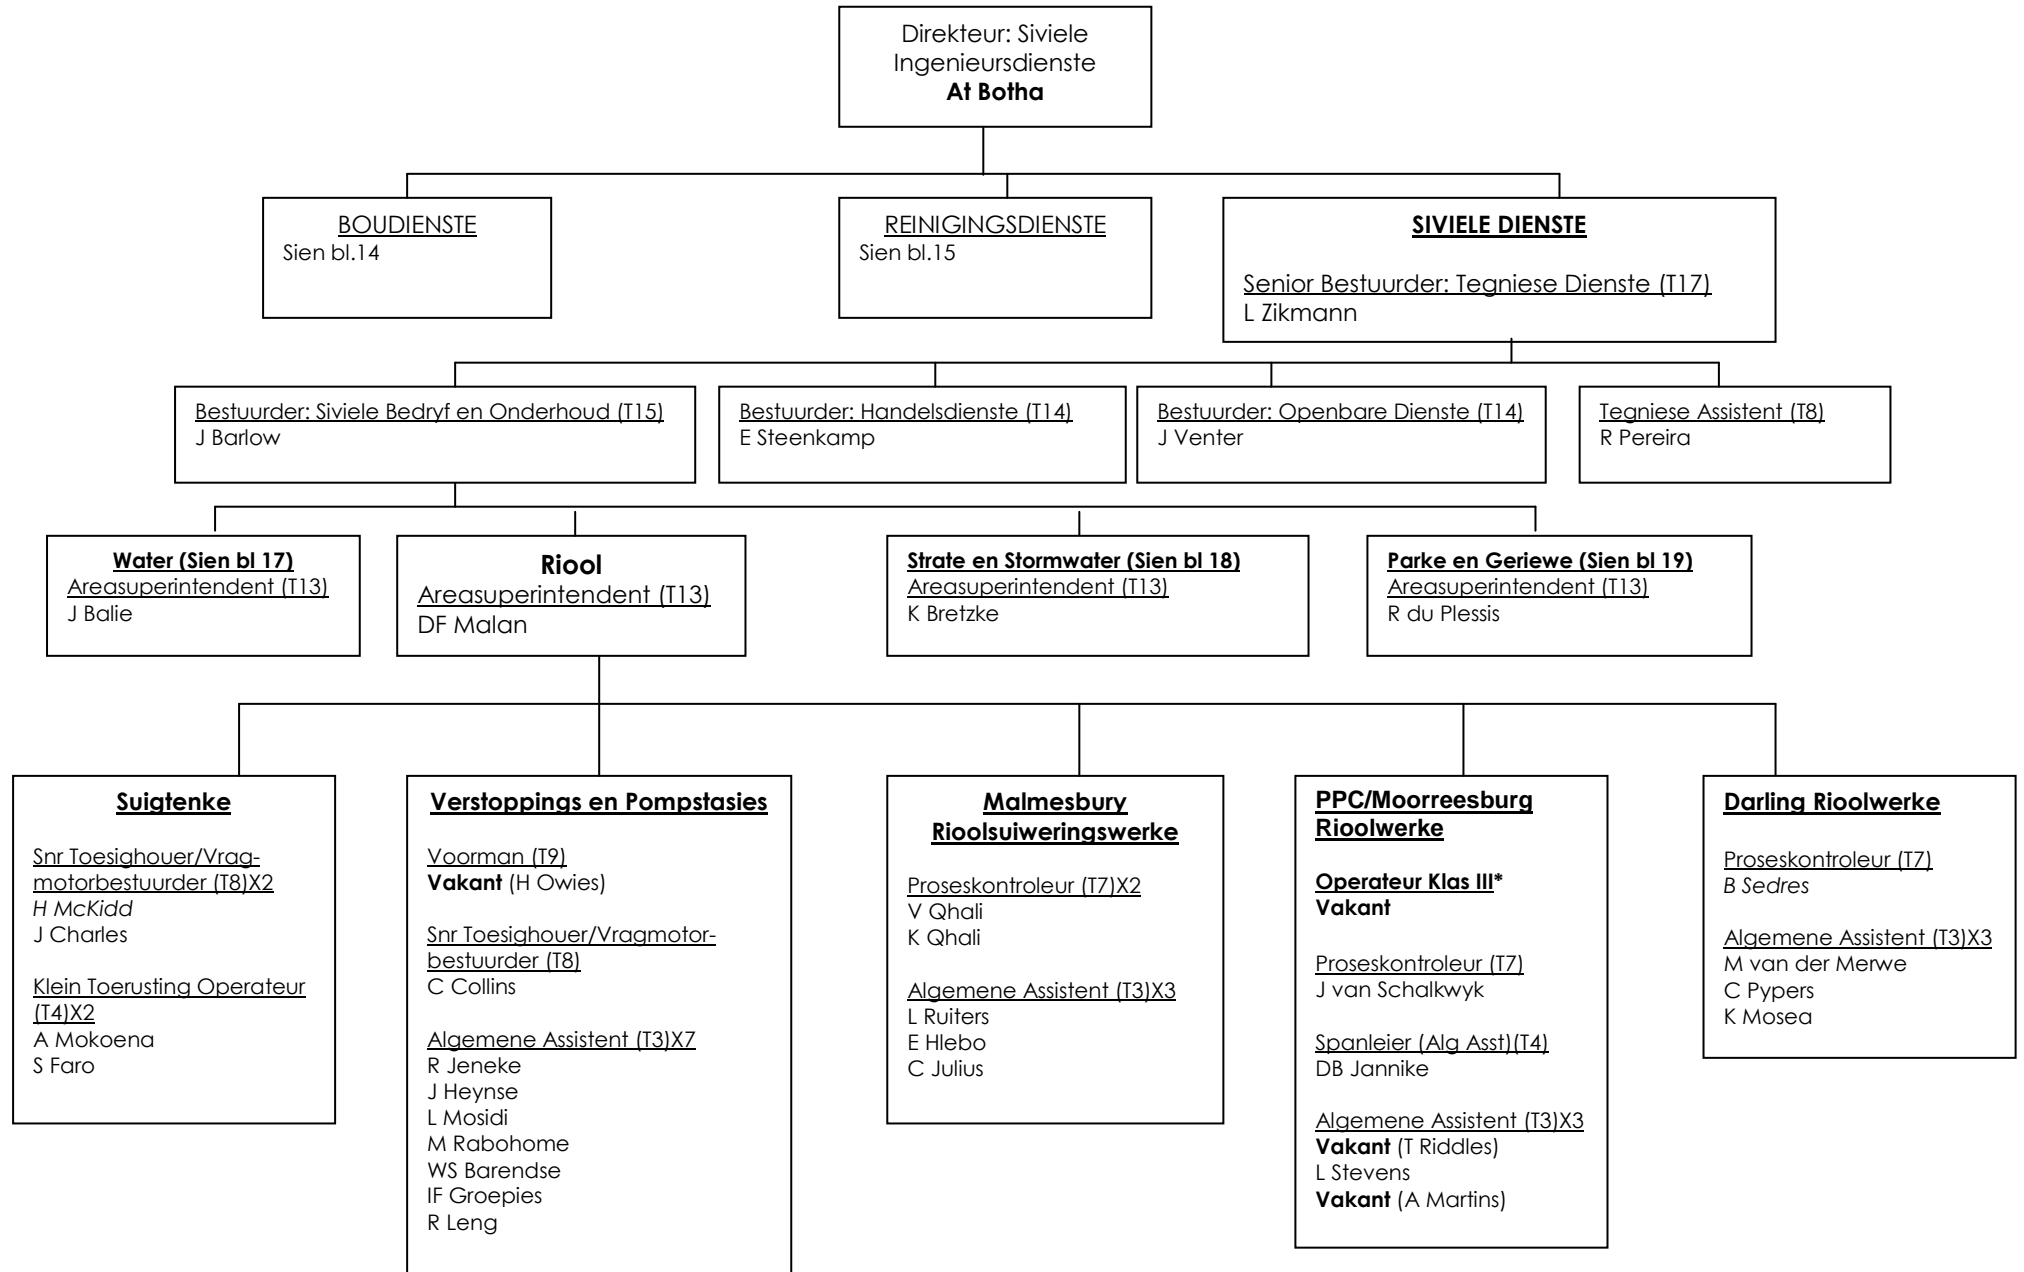 Direkteur: Siviele
Ingenieursdienste
At Botha
BOUDIENSTE
Sien bl.14
REINIGINGSDIENSTE
Sien bl.15
SIVIELE DIENSTE
Senior Bestuurder: Tegniese Dienste (T17)
L Zikmann
Bestuurder: Siviele Bedryf en Onderhoud (T15)
J Barlow
Bestuurder: Handelsdienste (T14)
E Steenkamp
Bestuurder: Openbare Dienste (T14)
J Venter
Tegniese Assistent (T8)
R Pereira
Water (Sien bl 17)
Areasuperintendent (T13)
J Balie
Riool
Areasuperintendent (T13)
DF Malan
Strate en Stormwater (Sien bl 18)
Areasuperintendent (T13)
K Bretzke
Parke en Geriewe (Sien bl 19)
Areasuperintendent (T13)
R du Plessis
Suigtenke
Snr Toesighouer/Vrag-
motorbestuurder (T8)X2
H McKidd
J Charles
Klein Toerusting Operateur
(T4)X2
A Mokoena
S Faro
Verstoppings en Pompstasies
Voorman (T9)
Vakant (H Owies)
Snr Toesighouer/Vragmotor-
bestuurder (T8)
C Collins
Algemene Assistent (T3)X7
R Jeneke
J Heynse
L Mosidi
M Rabohome
WS Barendse
IF Groepies
R Leng
Malmesbury
Rioolsuiweringswerke
Proseskontroleur (T7)X2
V Qhali
K Qhali
Algemene Assistent (T3)X3
L Ruiters
E Hlebo
C Julius
PPC/Moorreesburg
Rioolwerke
Operateur Klas III*
Vakant
Proseskontroleur (T7)
J van Schalkwyk
Spanleier (Alg Asst)(T4)
DB Jannike
Algemene Assistent (T3)X3
Vakant (T Riddles)
L Stevens
Vakant (A Martins)
Darling Rioolwerke
Proseskontroleur (T7)
B Sedres
Algemene Assistent (T3)X3
M van der Merwe
C Pypers
K Mosea